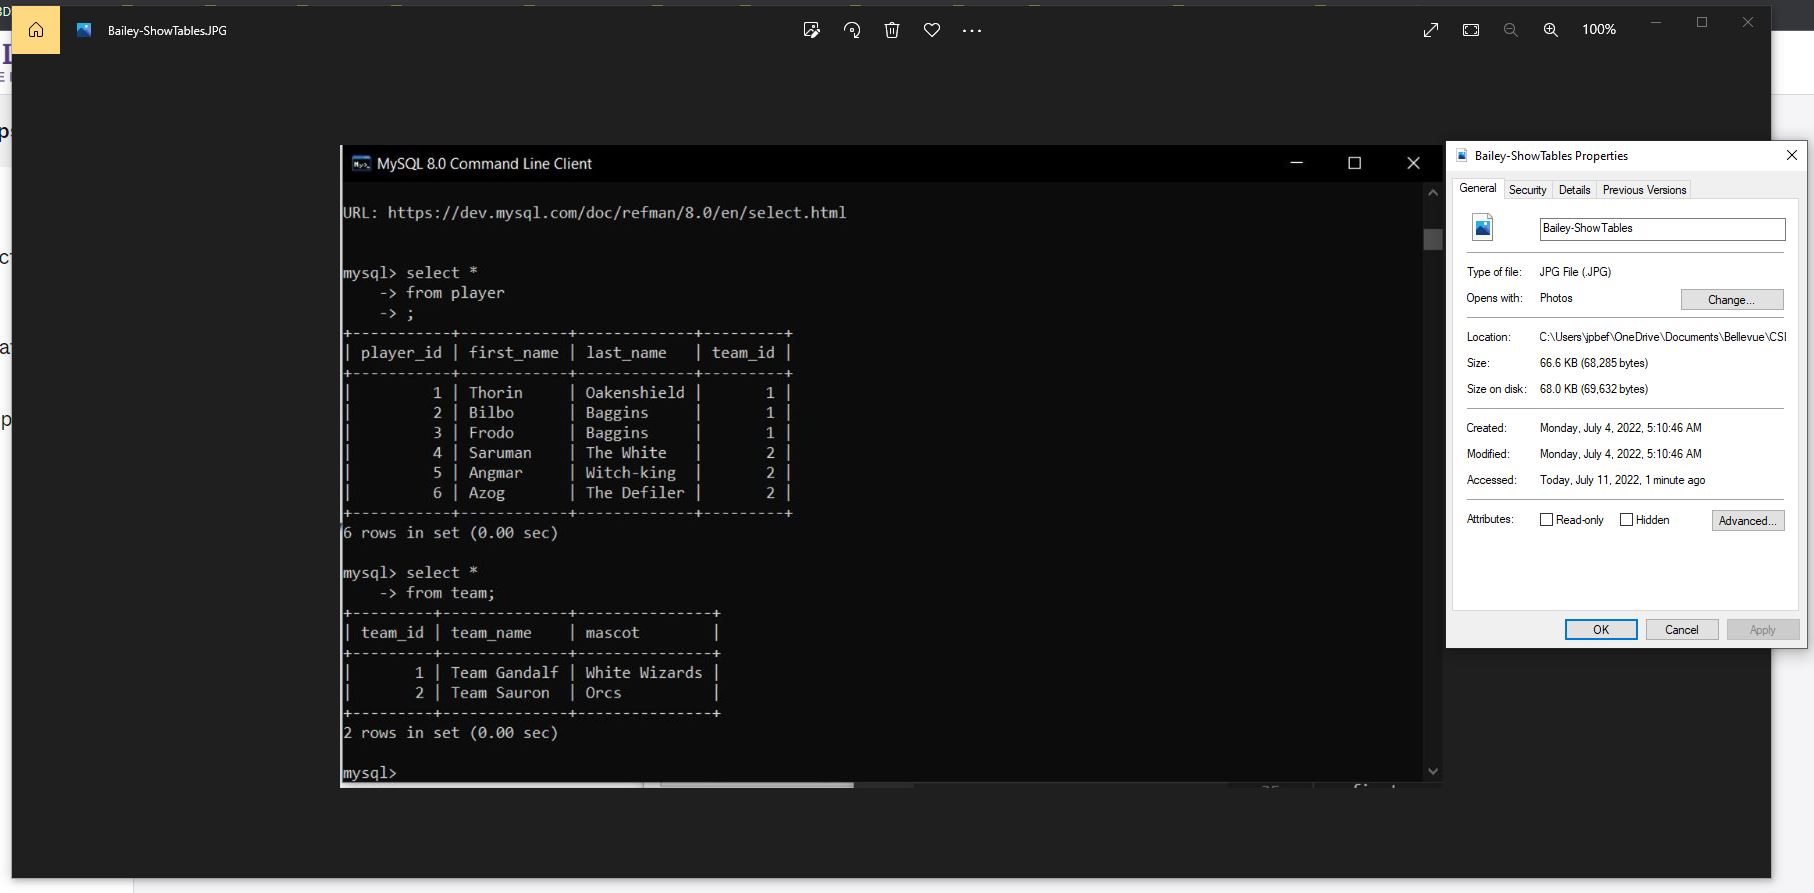 Bailey-ShowTables.JPG
100%
MySQL 8.0 Command Line Client
URL: https://dev.mysql.com/doc/refman/8.0/en/select.html
mysql> select *
    -> from player
    -> ;
+-----------+------------+-------------+---------+
| player_id | first_name | last_name   | team_id |
+-----------+------------+-------------+---------+
|         1 | Thorin     | Oakenshield |       1 |
|         2 | Bilbo      | Baggins     |       1 |
|         3 | Frodo      | Baggins     |       1 |
|         4 | Saruman    | The White   |       2 |
|         5 | Angmar     | Witch-king  |       2 |
|         6 | Azog       | The Defiler |       2 |
+-----------+------------+-------------+---------+
6 rows in set (0.00 sec)
mysql> select *
    -> from team;
+---------+--------------+---------------+
| team_id | team_name    | mascot        |
+---------+--------------+---------------+
|       1 | Team Gandalf | White Wizards |
|       2 | Team Sauron  | Orcs          |
+---------+--------------+---------------+
2 rows in set (0.00 sec)
mysql>
Bailey-ShowTables Properties
General Security Details Previous Versions
Bailey-ShowTables
Type of file: JPG File (.JPG)
Opens with: Photos Change...
Location: C:\Users\jpbef\OneDrive\Documents\Bellevue\CSI
Size: 66.6 KB (68,285 bytes)
Size on disk: 68.0 KB (69,632 bytes)
Created: Monday, July 4, 2022, 5:10:46 AM
Modified: Monday, July 4, 2022, 5:10:46 AM
Accessed: Today, July 11, 2022, 1 minute ago
Attributes: Read-only Hidden Advanced...
OK Cancel Apply